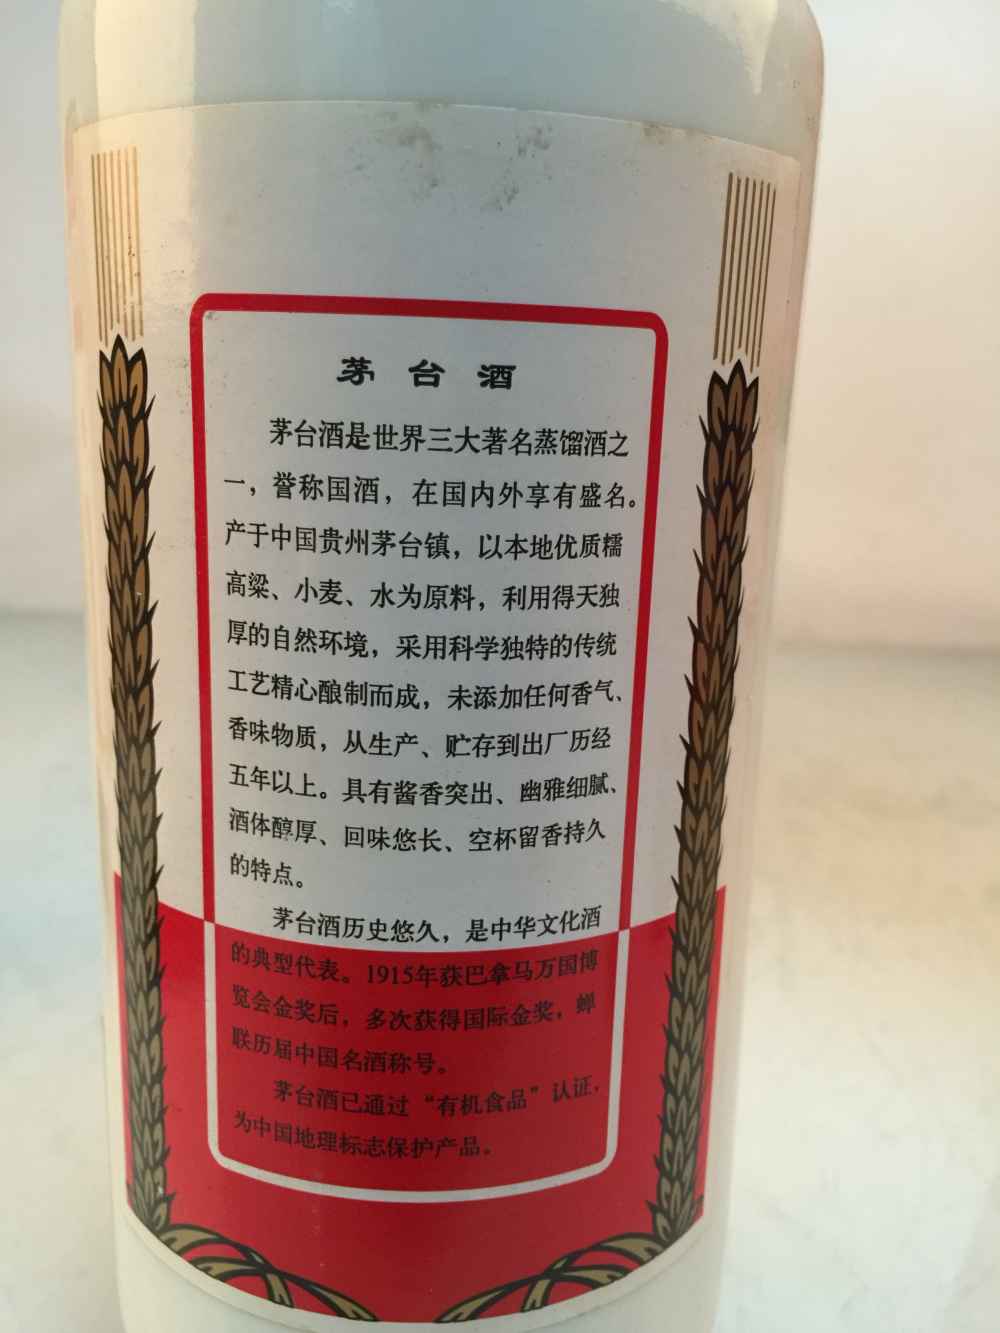 茅台酒
茅台酒是世界三大著名蒸馏酒之
一，誉称国酒，在国内外享有盛名。
产于中国贵州茅台镇，以本地优质糯
高粱、小麦、水为原料，利用得天独
厚的自然环境，采用科学独特的传统
工艺精心酿制而成，未添加任何香气、
香味物质，从生产、贮存到出厂历经
五年以上。具有酱香突出、幽雅细腻、
酒体醇厚、回味悠长、空杯留香持久
的特点。
茅台酒历史悠久，是中华文化酒
的典型代表。1915年获巴拿马万国博
览会金奖后，多次获得国际金奖，蝉
联历届中国名酒称号。
茅台酒已通过“有机食品”认证，
为中国地理标志保护产品。